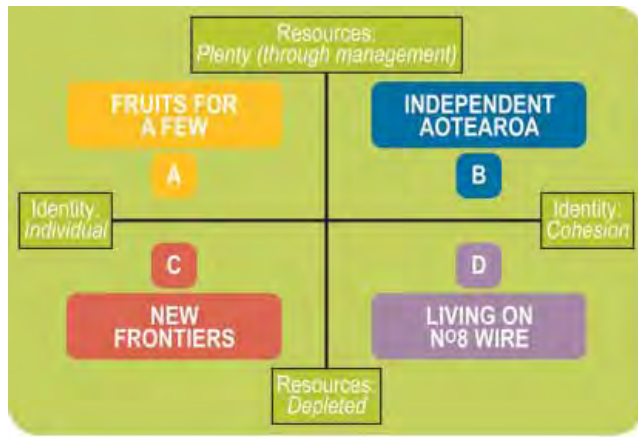 Resources:
Plenty (through management)
FRUITS FOR
A FEW
INDEPENDENT
AOTEAROA
A
B
Identity:
Individual
Identity:
Cohesion
C
D
NEW
FRONTIERS
LIVING ON
Nº8 WIRE
Resources:
Depleted